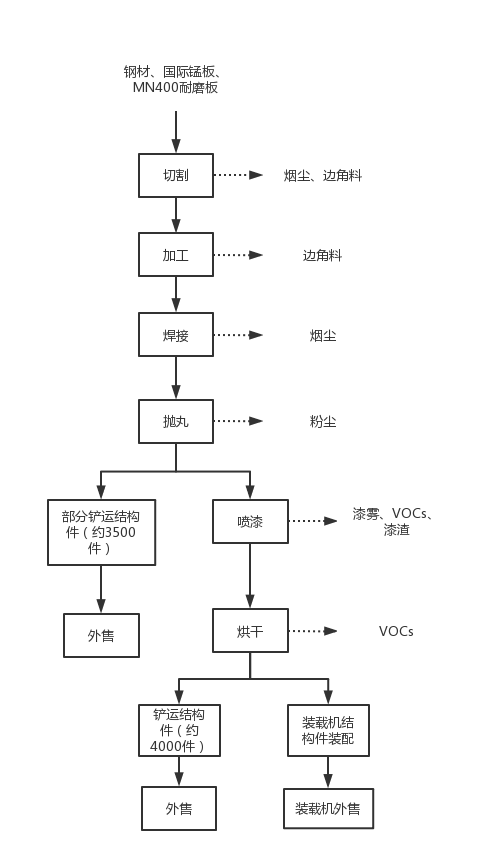 钢材、国际锰板、
MN400耐磨板
切割
烟尘、边角料
加工
边角料
焊接
烟尘
抛丸
粉尘
部分铲运结构
件（约3500
件）
喷漆
漆雾、VOCs、
漆渣
外售
烘干
VOCs
铲运结构
件（约
4000件）
装载机结
构件装配
外售
装载机外售